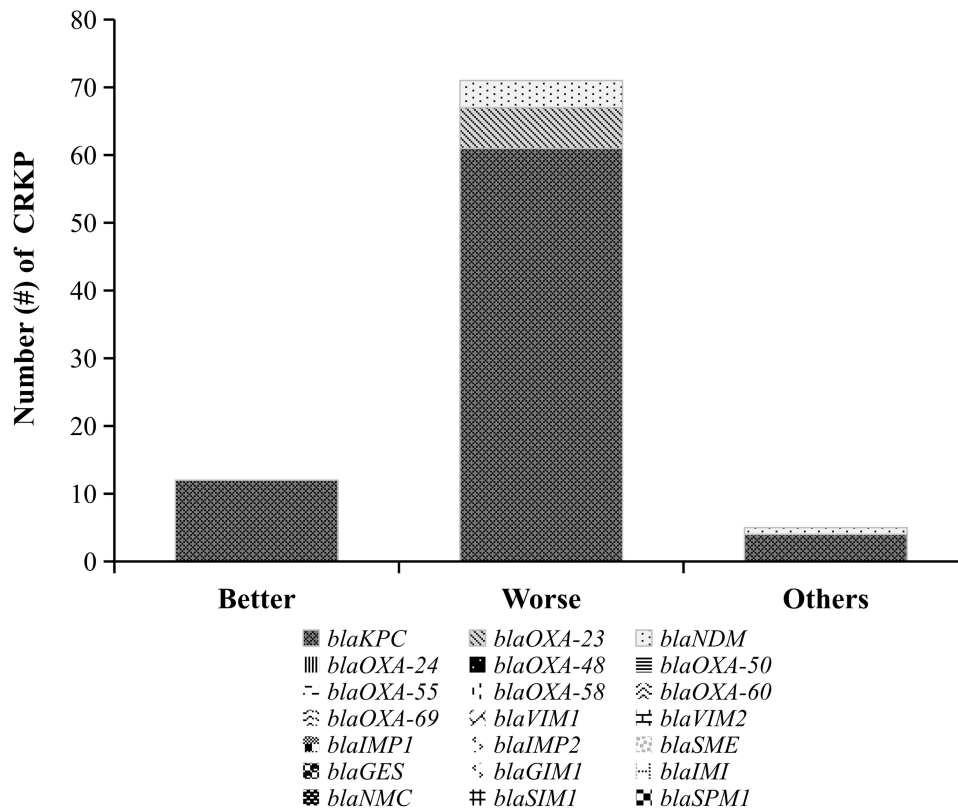 80
70
60
50
40
30
20
10
0
Number (#) of CRKP
Better Worse Others
blaKPC blaOXA-23 blaNDM
blaOXA-24 blaOXA-48 blaOXA-50
blaOXA-55 blaOXA-58 blaOXA-60
blaOXA-69 blaVIM1 blaVIM2
blaIMP1 blaIMP2 blaSME
blaGES blaGIM1 blaIMI
blaNMC blaSIM1 blaSPM1